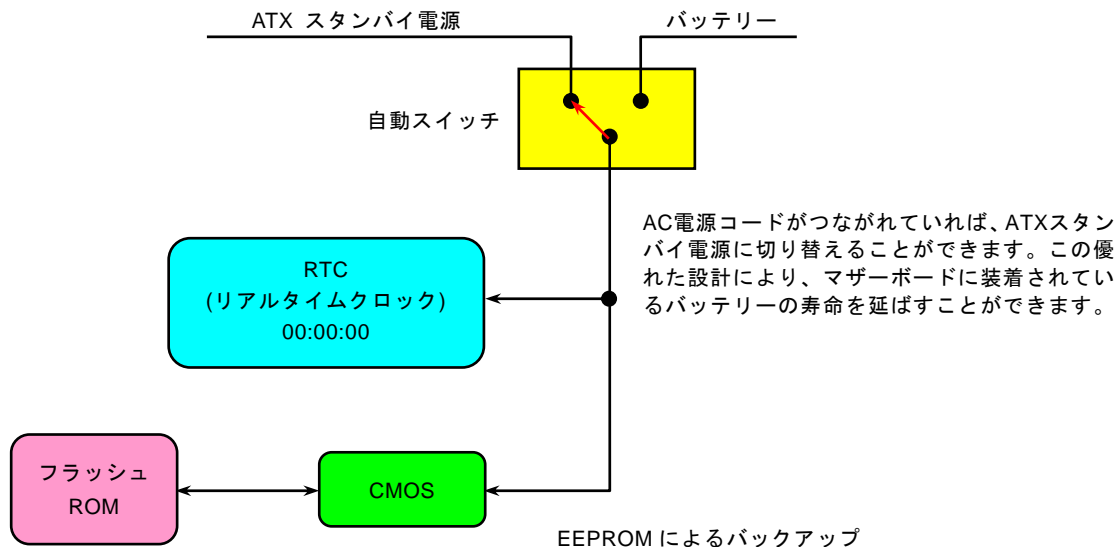 ATX スタンバイ電源
バッテリー
自動スイッチ
AC電源コードがつながれていれば、ATXスタン
バイ電源に切り替えることができます。この優
れた設計により、マザーボードに装着されてい
るバッテリーの寿命を延ばすことができます。
RTC
(リアルタイムクロック)
00:00:00
フラッシュ
ROM
CMOS
EEPROM によるバックアップ